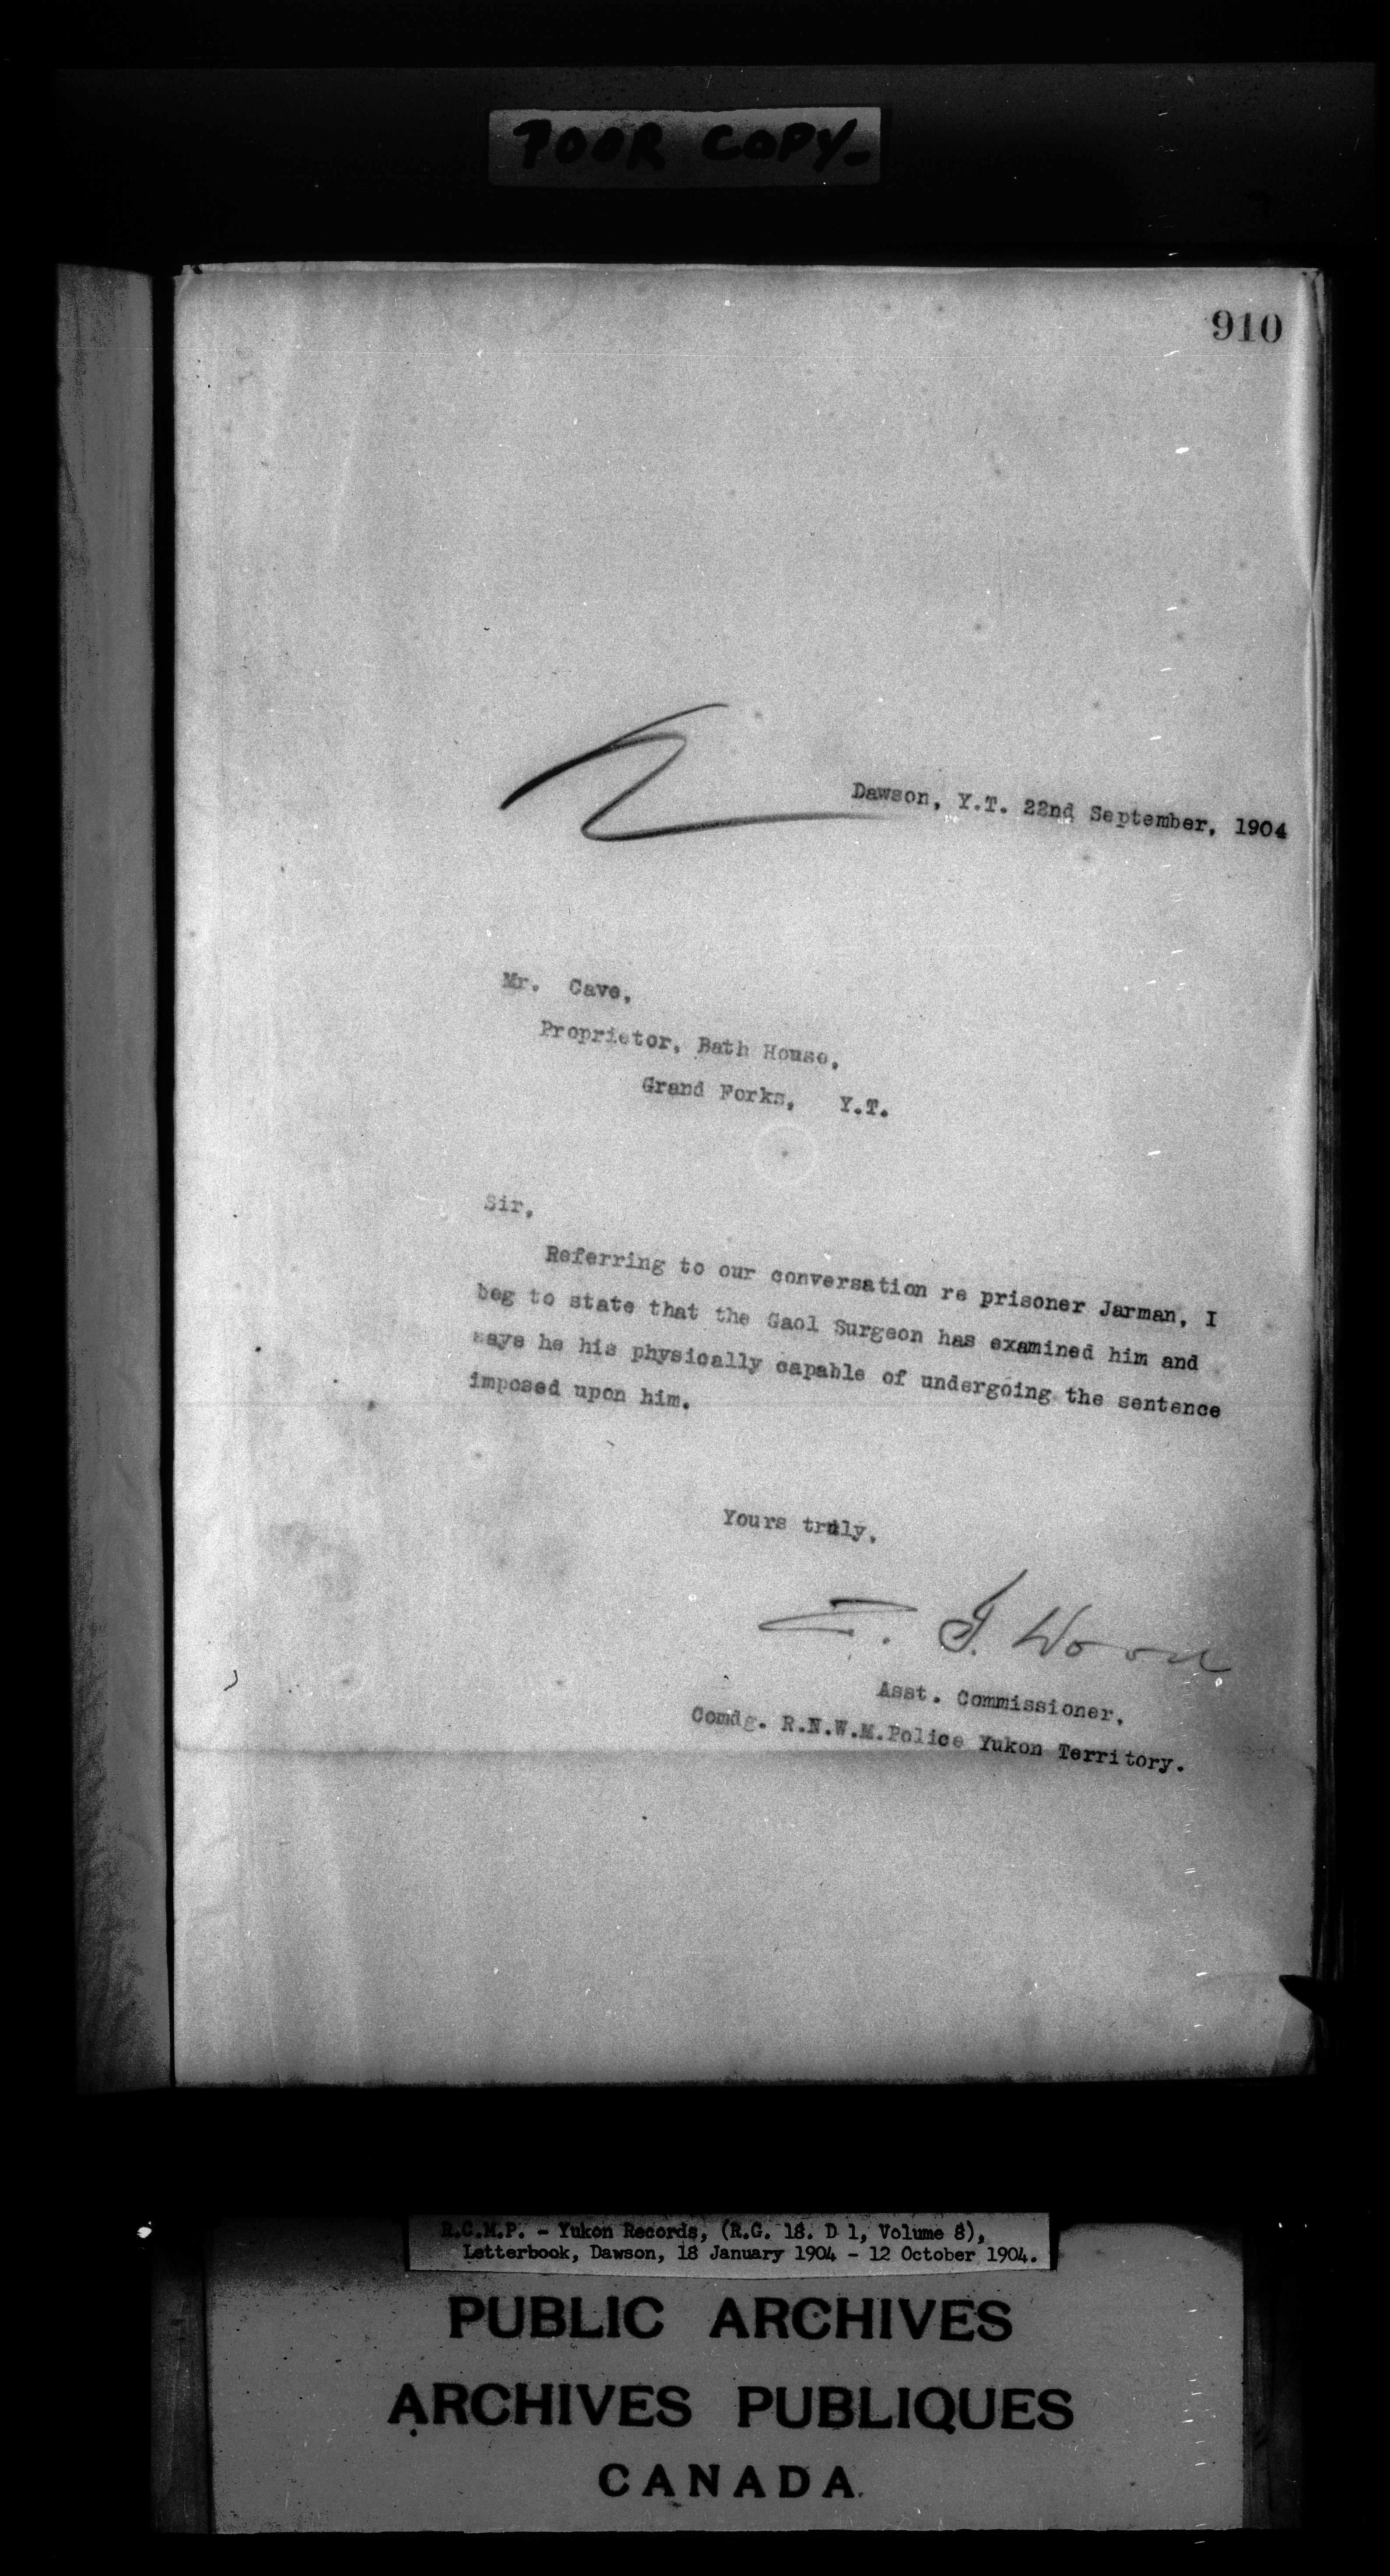 POOR COPY-
910
Dawson, Y.T. 22nd September, 1904
Mr. Cave,
Proprietor, Bath House,
Grand Forks, Y.T.
Sir,
Referring to our conversation re prisoner Jarman, I
beg to state that the Gaol Surgeon has examined him and
says he his physically capable of undergoing the sentence
imposed upon him.
Yours truly,
Z. T. Wood
Asst. Commissioner,
Comdg. R.N.W.M.Police Yukon Territory.
R.C.M.P. - Yukon Records, (R.G. 18. D 1, Volume 8),
Letterbook, Dawson, 18 January 1904 - 12 October 1904.
PUBLIC ARCHIVES
ARCHIVES PUBLIQUES
CANADA